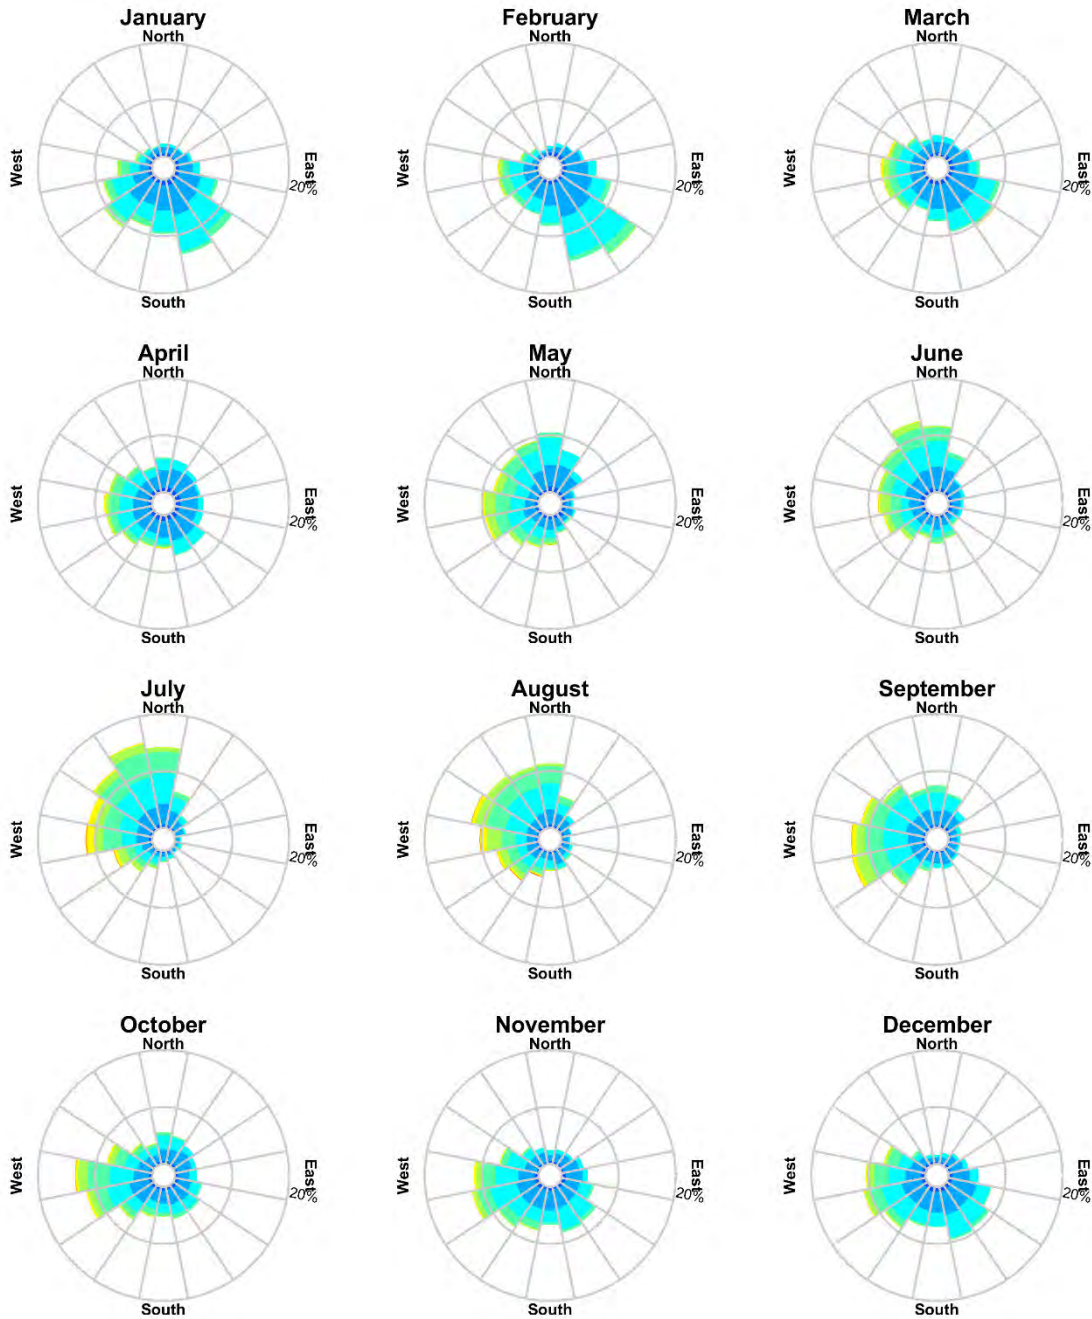 January
North
West
East
20%
South
February
North
West
East
20%
South
March
North
West
East
20%
South
April
North
West
East
20%
South
May
North
West
East
20%
South
June
North
West
East
20%
South
July
North
West
East
20%
South
August
North
West
East
20%
South
September
North
West
East
20%
South
October
North
West
East
20%
South
November
North
West
East
20%
South
December
North
West
East
20%
South